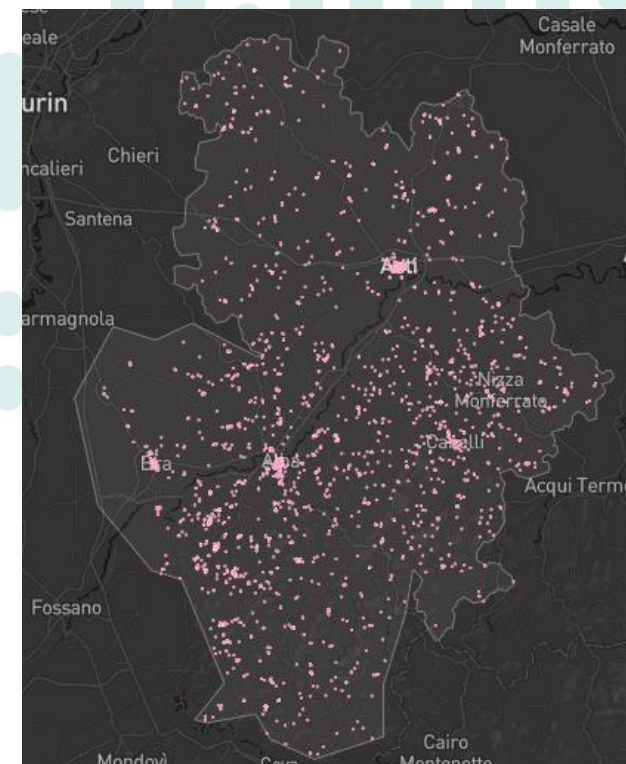 Casale
Monferrato
eale
urin
Chieri
ncalieri
Santena
Asti
armagnola
Nizza
Monferrato
Canelli
Bra
Alba
Acqui Terme
Fossano
Cairo
Montenotte
Mondovì
Ceva